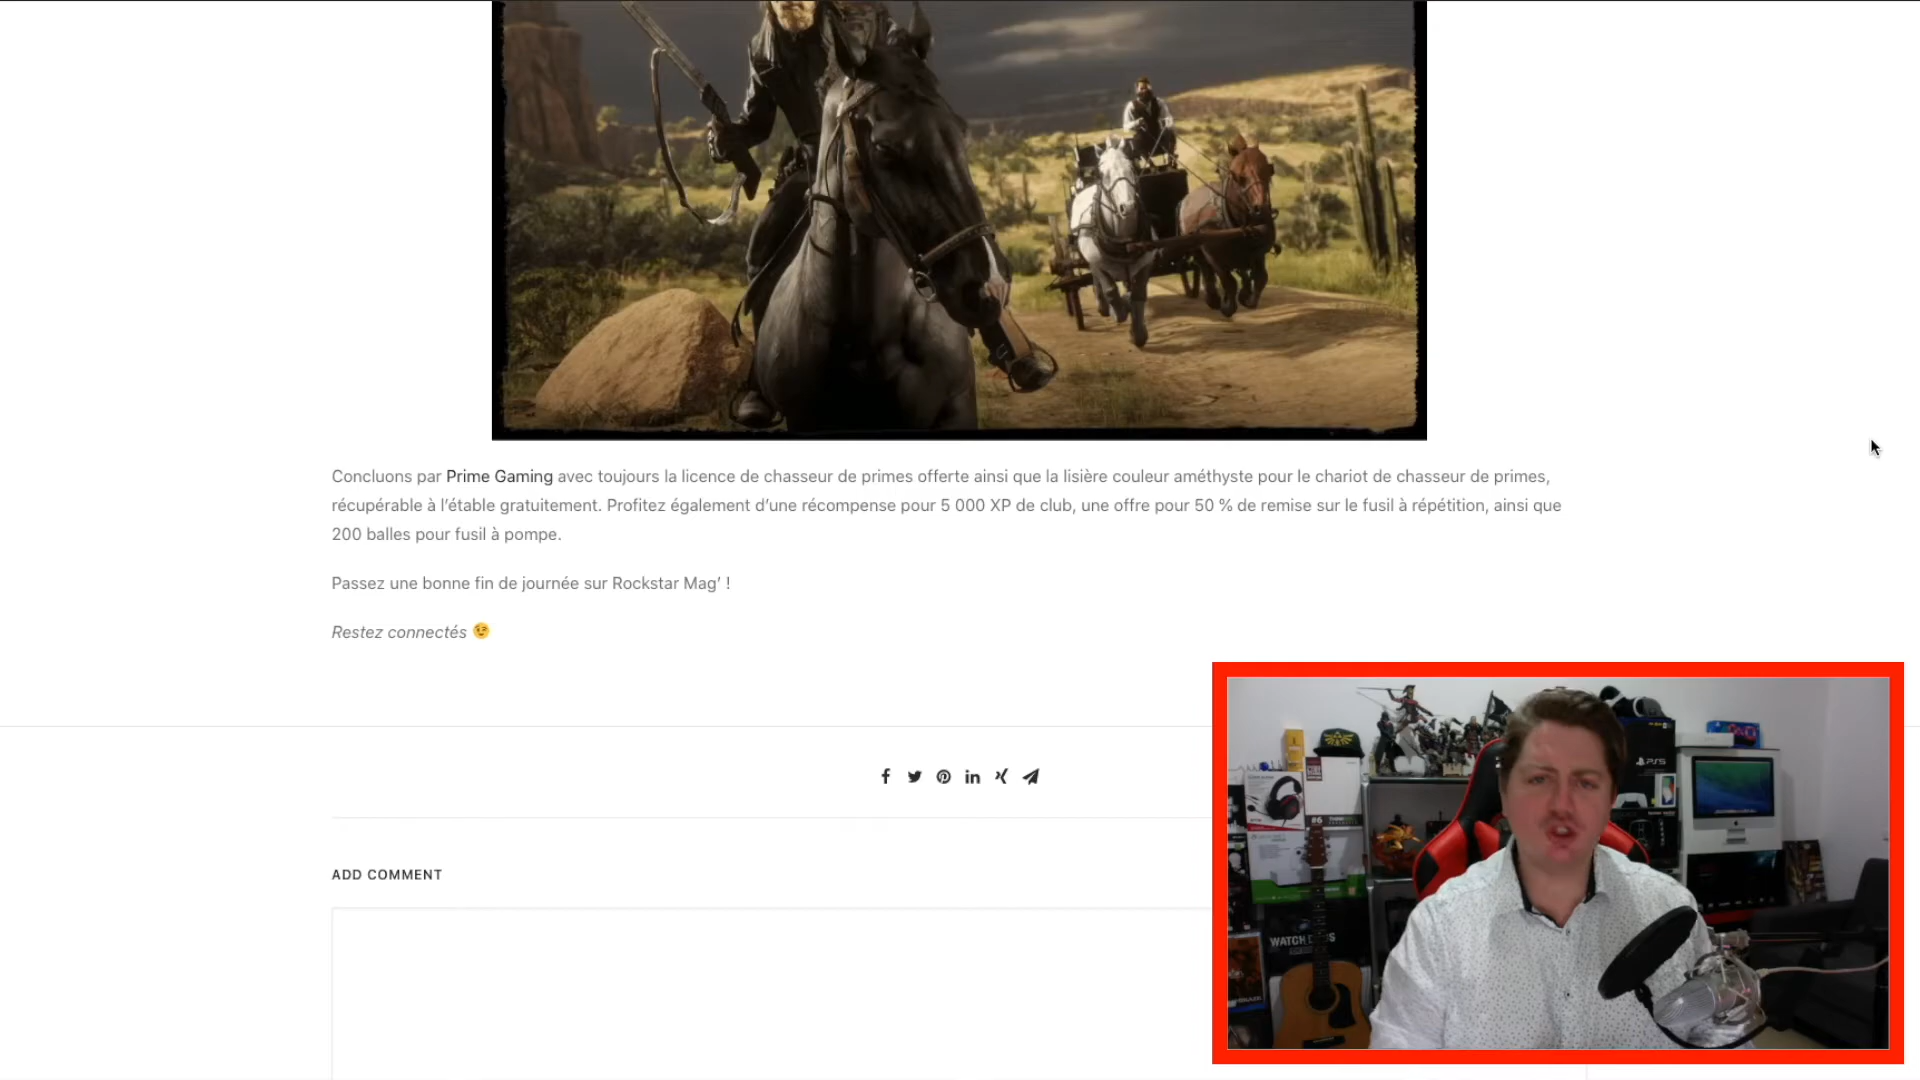 Concluons par Prime Gaming avec toujours la licence de chasseur de primes offerte ainsi que la lisière couleur améthyste pour le chariot de chasseur de primes,
récupérable à l’étable gratuitement. Profitez également d’une récompense pour 5 000 XP de club, une offre pour 50 % de remise sur le fusil à répétition, ainsi que
200 balles pour fusil à pompe.
Passez une bonne fin de journée sur Rockstar Mag’ !
Restez connectés 😉
ADD COMMENT
PS5
#6